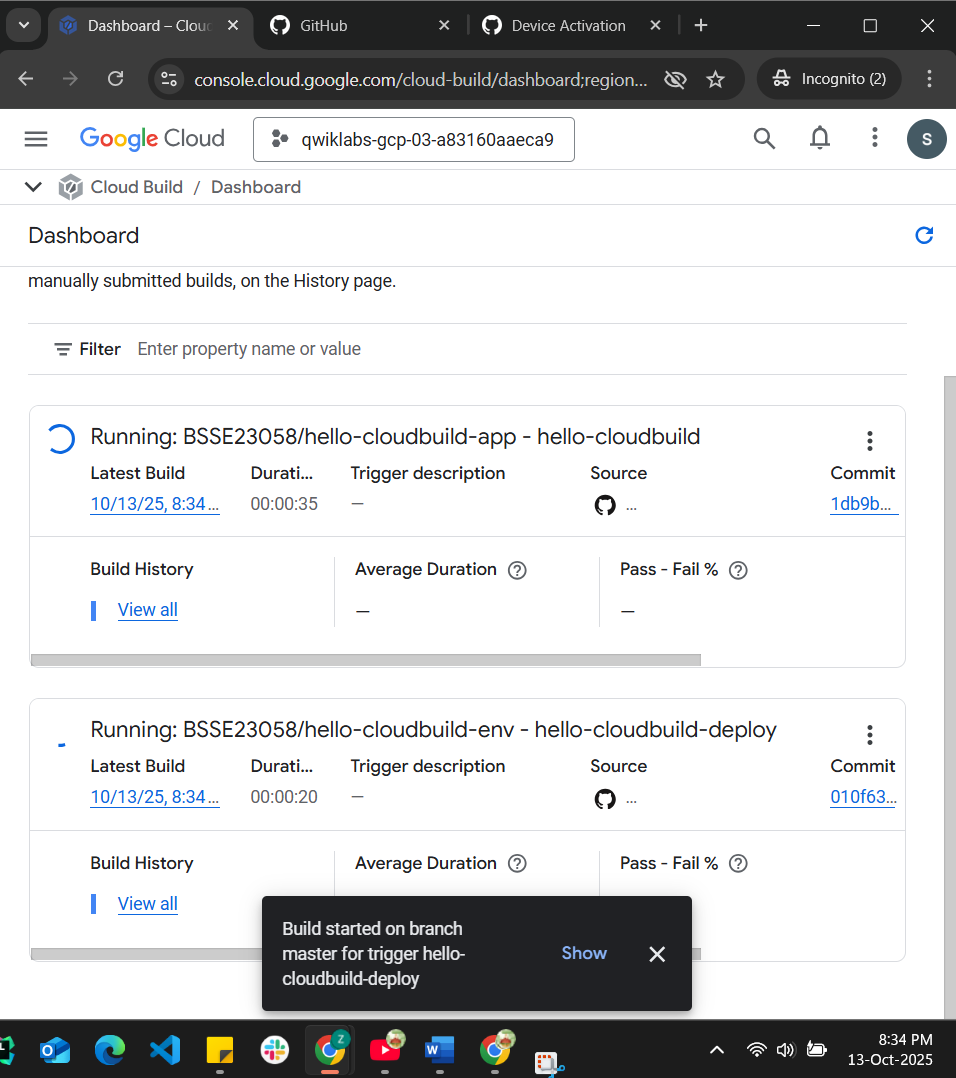 Dashboard – Cloud
GitHub
Device Activation
console.cloud.google.com/cloud-build/dashboard;region...
Incognito (2)
Google Cloud
qwiklabs-gcp-03-a83160aaeca9
S
Cloud Build / Dashboard
Dashboard
manually submitted builds, on the History page.
Filter Enter property name or value
Running: BSSE23058/hello-cloudbuild-app - hello-cloudbuild
Latest Build Durati... Trigger description Source Commit
10/13/25, 8:34 ... 00:00:35 — ... 1db9b...
Build History Average Duration ? Pass - Fail % ?
View all — —
Running: BSSE23058/hello-cloudbuild-env - hello-cloudbuild-deploy
Latest Build Durati... Trigger description Source Commit
10/13/25, 8:34 ... 00:00:20 — ... 010f63...
Build History Average Duration ? Pass - Fail % ?
View all
Build started on branch
master for trigger hello-
cloudbuild-deploy
Show
Z
8:34 PM
13-Oct-2025